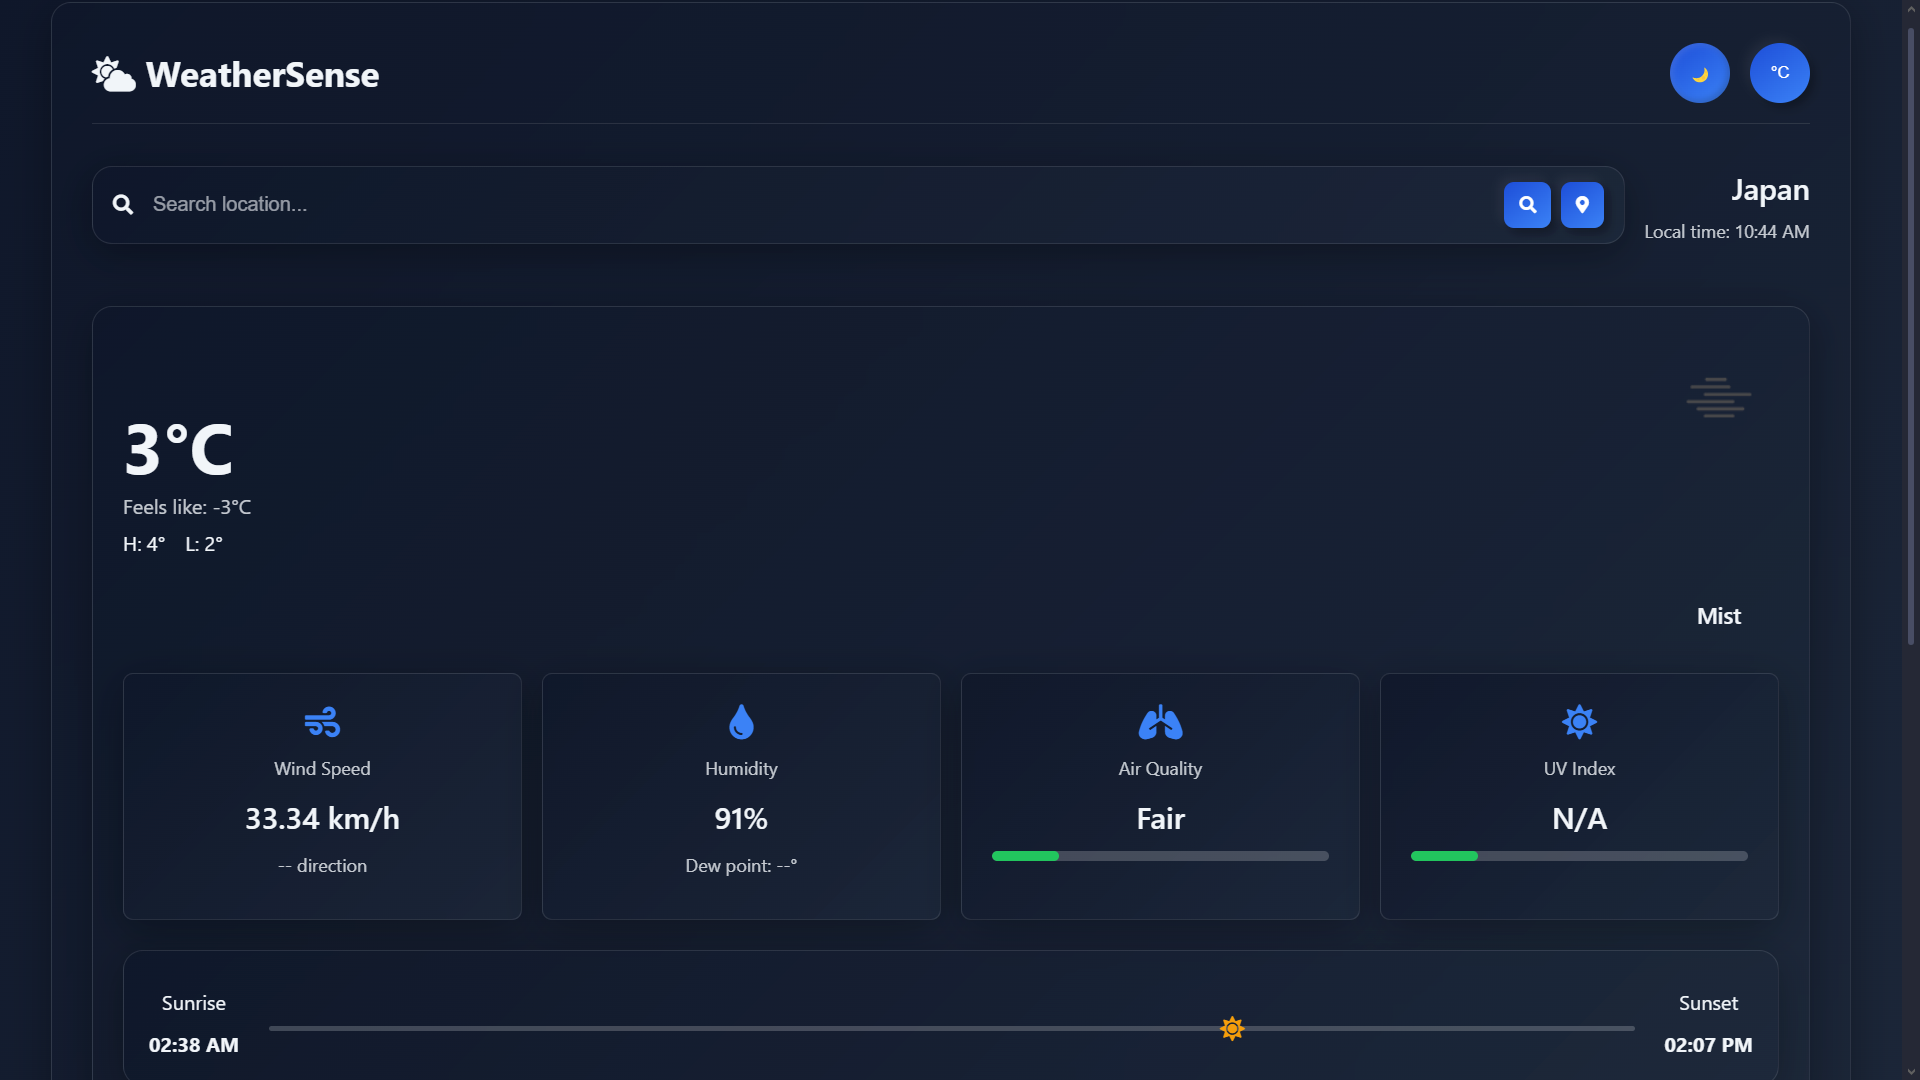 WeatherSense
°C
Search location...
Japan
Local time: 10:44 AM
3°C
Feels like: -3°C
H: 4° L: 2°
Mist
Wind Speed
33.34 km/h
-- direction
Humidity
91%
Dew point: --°
Air Quality
Fair
UV Index
N/A
Sunrise
02:38 AM
Sunset
02:07 PM